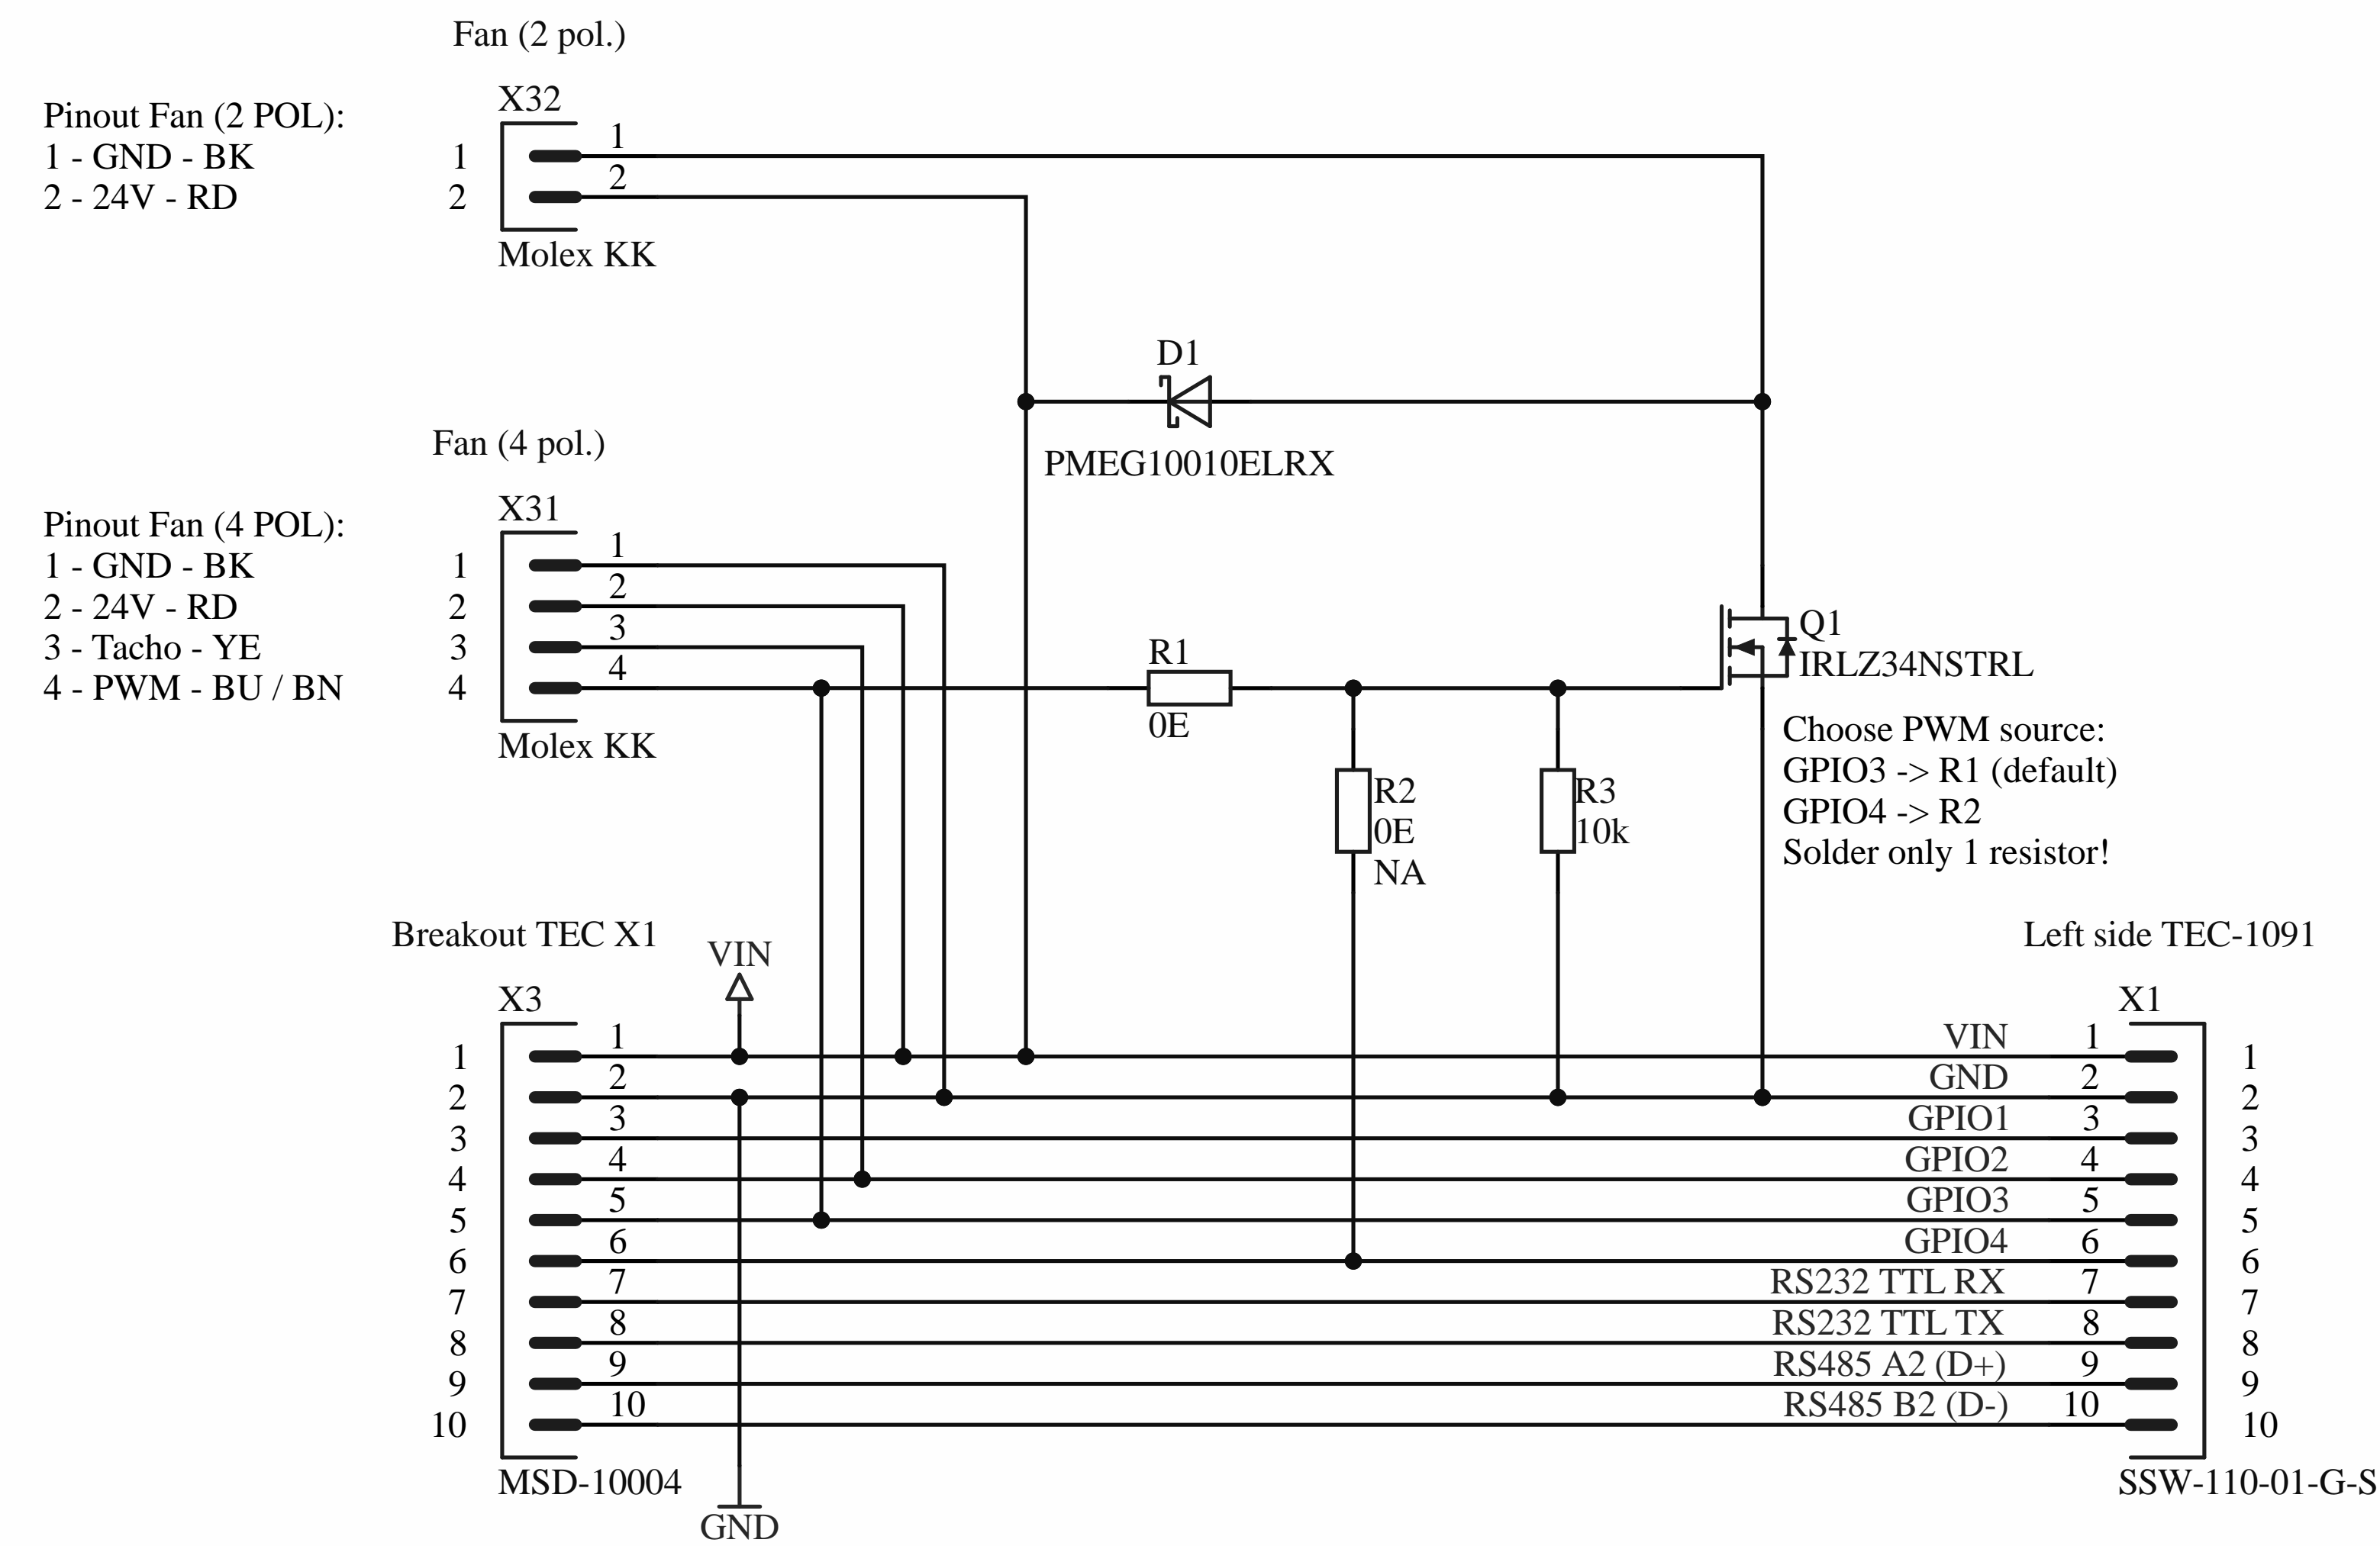 Fan (2 pol.)
X32
Pinout Fan (2 POL):
1 - GND - BK
2 - 24V - RD
1
2
1
2
Molex KK
D1
PMEG10010ELRX
Fan (4 pol.)
X31
Pinout Fan (4 POL):
1 - GND - BK
2 - 24V - RD
3 - Tacho - YE
4 - PWM - BU / BN
1
2
3
4
1
2
3
4
Molex KK
R1
0E
R2
0E
NA
R3
10k
Q1
IRLZ34NSTRL
Choose PWM source:
GPIO3 -> R1 (default)
GPIO4 -> R2
Solder only 1 resistor!
Breakout TEC X1
VIN
Left side TEC-1091
X3
X1
1 1 VIN 1 1
2 2 GND 2 2
3 3 GPIO1 3 3
4 4 GPIO2 4 4
5 5 GPIO3 5 5
6 6 GPIO4 6 6
7 7 RS232 TTL RX 7 7
8 8 RS232 TTL TX 8 8
9 9 RS485 A2 (D+) 9 9
10 10 RS485 B2 (D-) 10 10
MSD-10004
SSW-110-01-G-S
GND